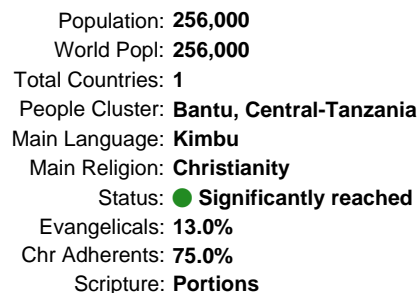 Population: 256,000
World Popl: 256,000
Total Countries: 1
People Cluster: Bantu, Central-Tanzania
Main Language: Kimbu
Main Religion: Christianity
Status: Significantly reached
Evangelicals: 13.0%
Chr Adherents: 75.0%
Scripture: Portions